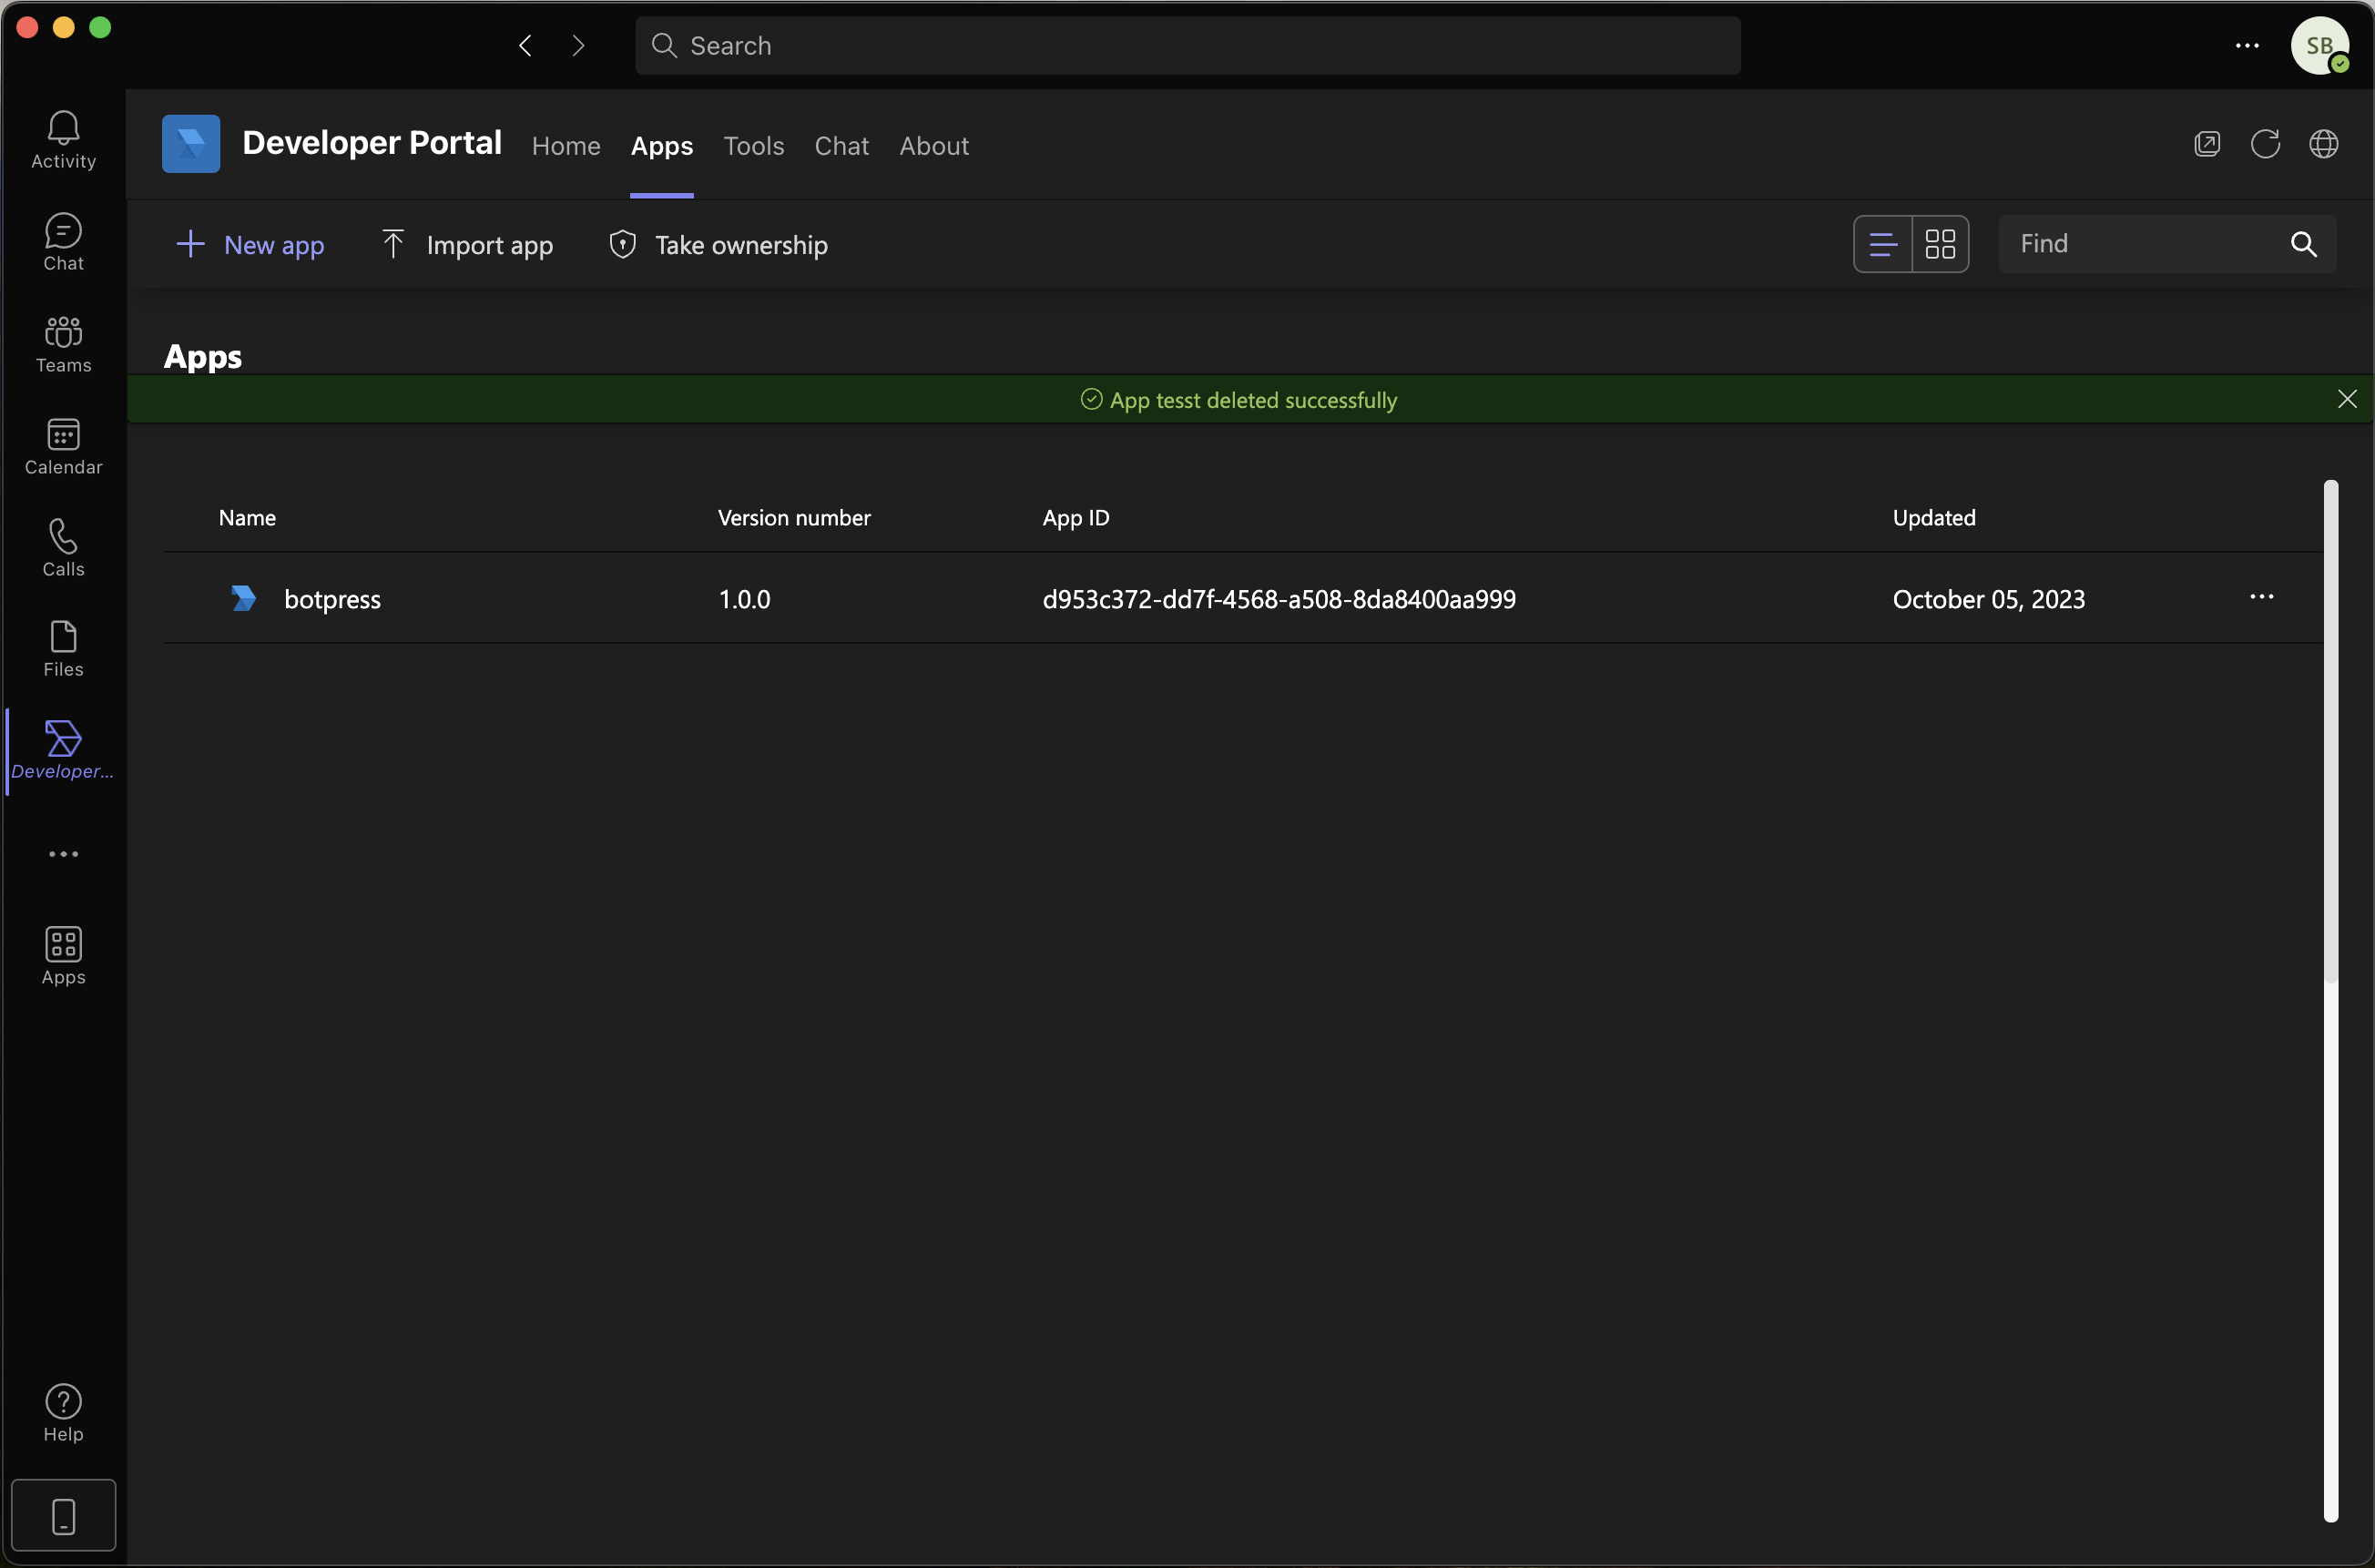 Search
SB
Activity
Chat
Teams
Calendar
Calls
Files
Developer...
Apps
Help
Developer Portal Home Apps Tools Chat About
New app Import app Take ownership Find
Apps
App tesst deleted successfully
Name Version number App ID Updated
botpress 1.0.0 d953c372-dd7f-4568-a508-8da8400aa999 October 05, 2023